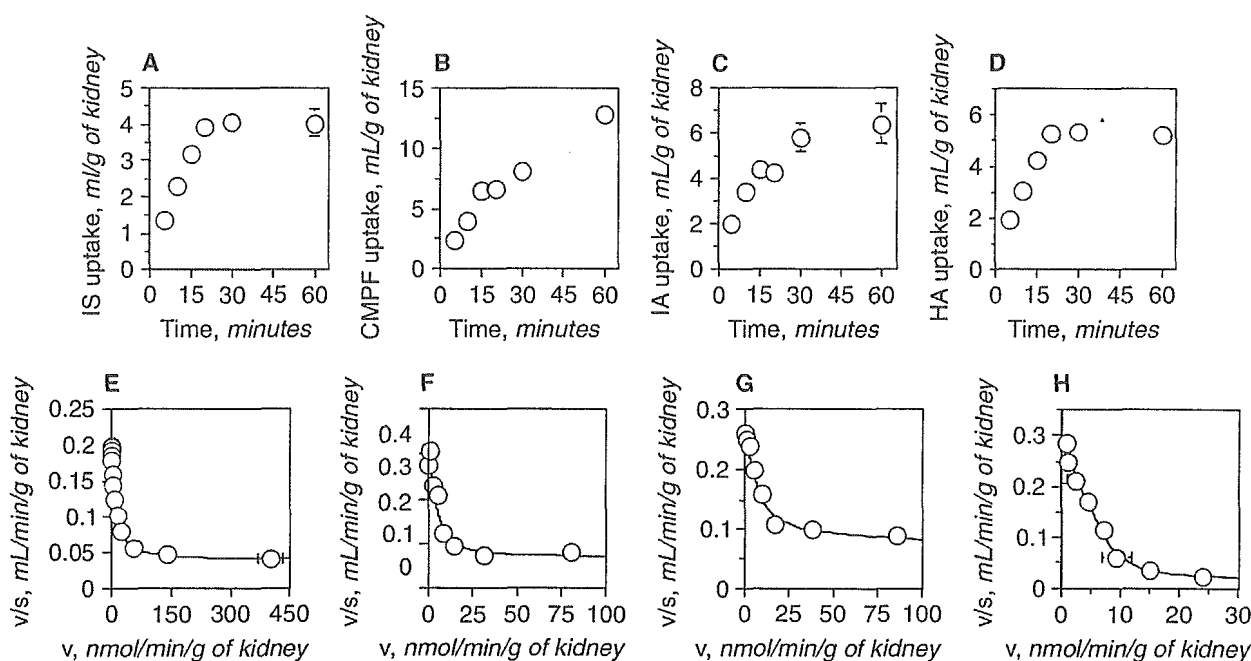 A
IS uptake, ml/g of kidney
5
4
3
2
1
0
0 15 30 45 60
Time, minutes
B
CMPF uptake, mL/g of kidney
15
12.5
10
7.5
5
2.5
0
0 15 30 45 60
Time, minutes
C
IA uptake, mL/g of kidney
8
6
4
2
0
0 15 30 45 60
Time, minutes
D
HA uptake, mL/g of kidney
6
4
2
0
0 15 30 45 60
Time, minutes
E
v/s, mL/min/g of kidney
0.25
0.2
0.15
0.1
0.05
0
0 150 300 450
v, nmol/min/g of kidney
F
v/s, mL/min/g of kidney
0.4
0.3
0.2
0.1
0
0 25 50 75 100
v, nmol/min/g of kidney
G
v/s, mL/min/g of kidney
0.3
0.2
0.1
0
0 25 50 75 100
v, nmol/min/g of kidney
H
v/s, mL/min/g of kidney
0.3
0.2
0.1
0
0 10 20 30
v, nmol/min/g of kidney